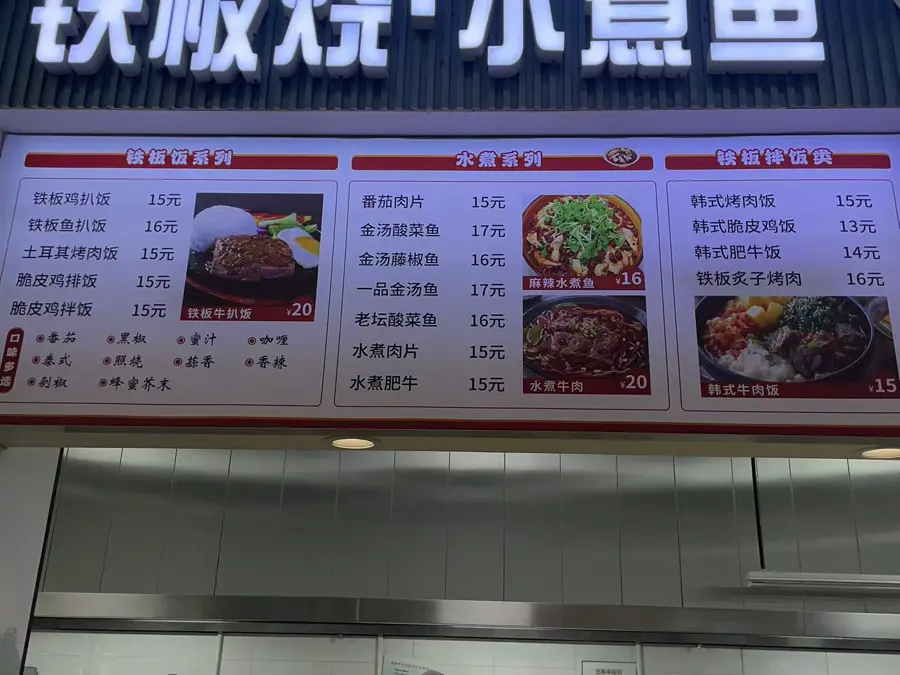 铁板烧·水煮鱼
铁板饭系列
铁板鸡扒饭 15元
铁板鱼扒饭 16元
土耳其烤肉饭 15元
脆皮鸡排饭 15元
脆皮鸡拌饭 15元
铁板牛扒饭 ¥20
口味多选
番茄 黑椒 蜜汁 咖喱
泰式 照烧 蒜香 香辣
剁椒 蜂蜜芥末
水煮系列
番茄肉片 15元
金汤酸菜鱼 17元
金汤藤椒鱼 16元
一品金汤鱼 17元
老坛酸菜鱼 16元
水煮肉片 15元
水煮肥牛 15元
麻辣水煮鱼 ¥16
水煮牛肉 ¥20
铁板拌饭类
韩式烤肉饭 15元
韩式脆皮鸡饭 13元
韩式肥牛饭 14元
铁板炙子烤肉 16元
韩式牛肉饭 ¥15